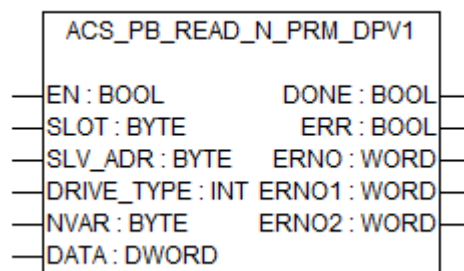 ACS_PB_READ_N_PRM_DPV1
EN : BOOL DONE : BOOL
SLOT : BYTE ERR : BOOL
SLV_ADR : BYTE ERNO : WORD
DRIVE_TYPE : INT ERNO1 : WORD
NVAR : BYTE ERNO2 : WORD
DATA : DWORD